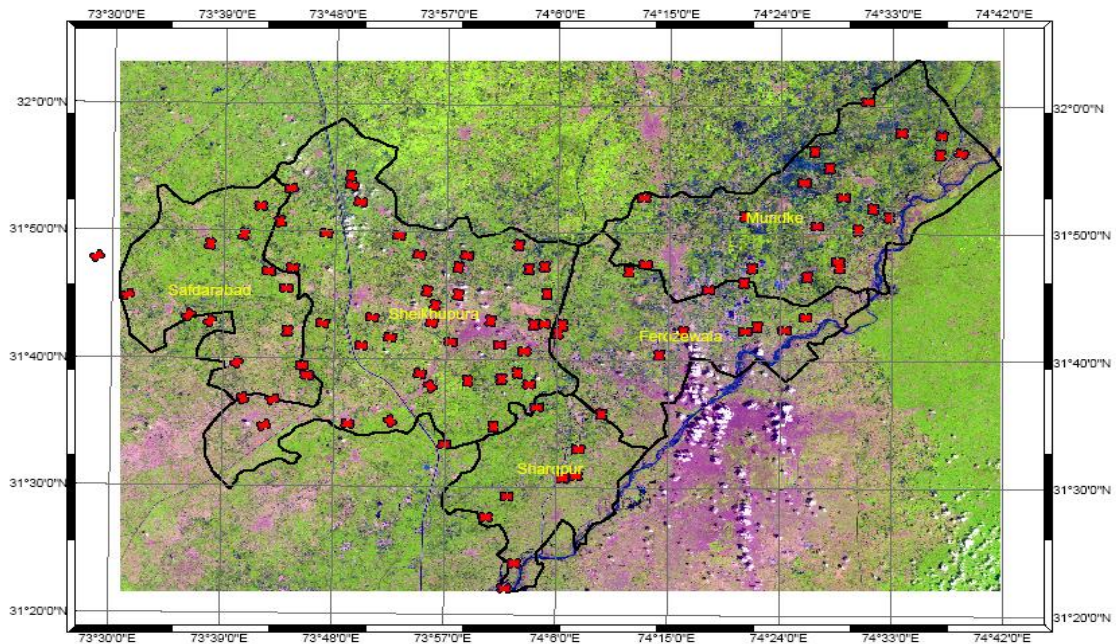 73°30'0"E 73°39'0"E 73°48'0"E 73°57'0"E 74°6'0"E 74°15'0"E 74°24'0"E 74°33'0"E 74°42'0"E
32°0'0"N 32°0'0"N
31°50'0"N 31°50'0"N
Muridke
Safdarabad
Sheikhupura
Ferozewala
31°40'0"N 31°40'0"N
Sharqpur
31°30'0"N 31°30'0"N
31°20'0"N 31°20'0"N
73°30'0"E 73°39'0"E 73°48'0"E 73°57'0"E 74°6'0"E 74°15'0"E 74°24'0"E 74°33'0"E 74°42'0"E